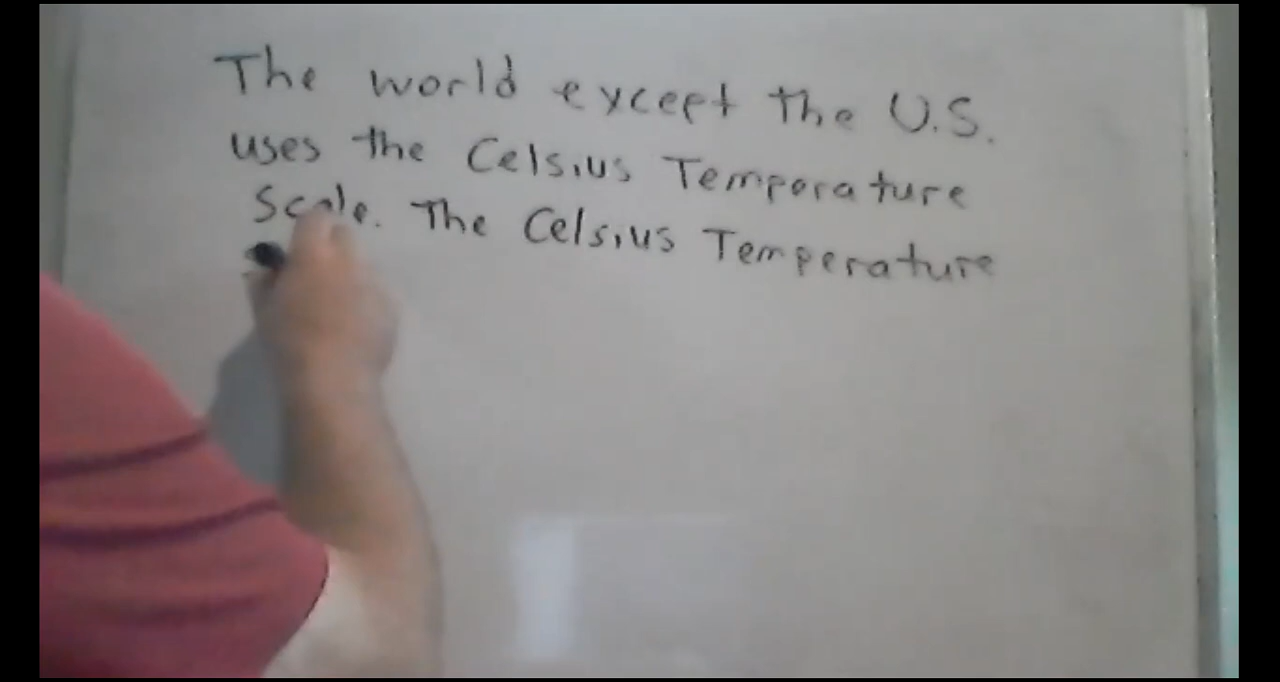 The world except the U.S.
uses the Celsius Temperature
Scale. The Celsius Temperature